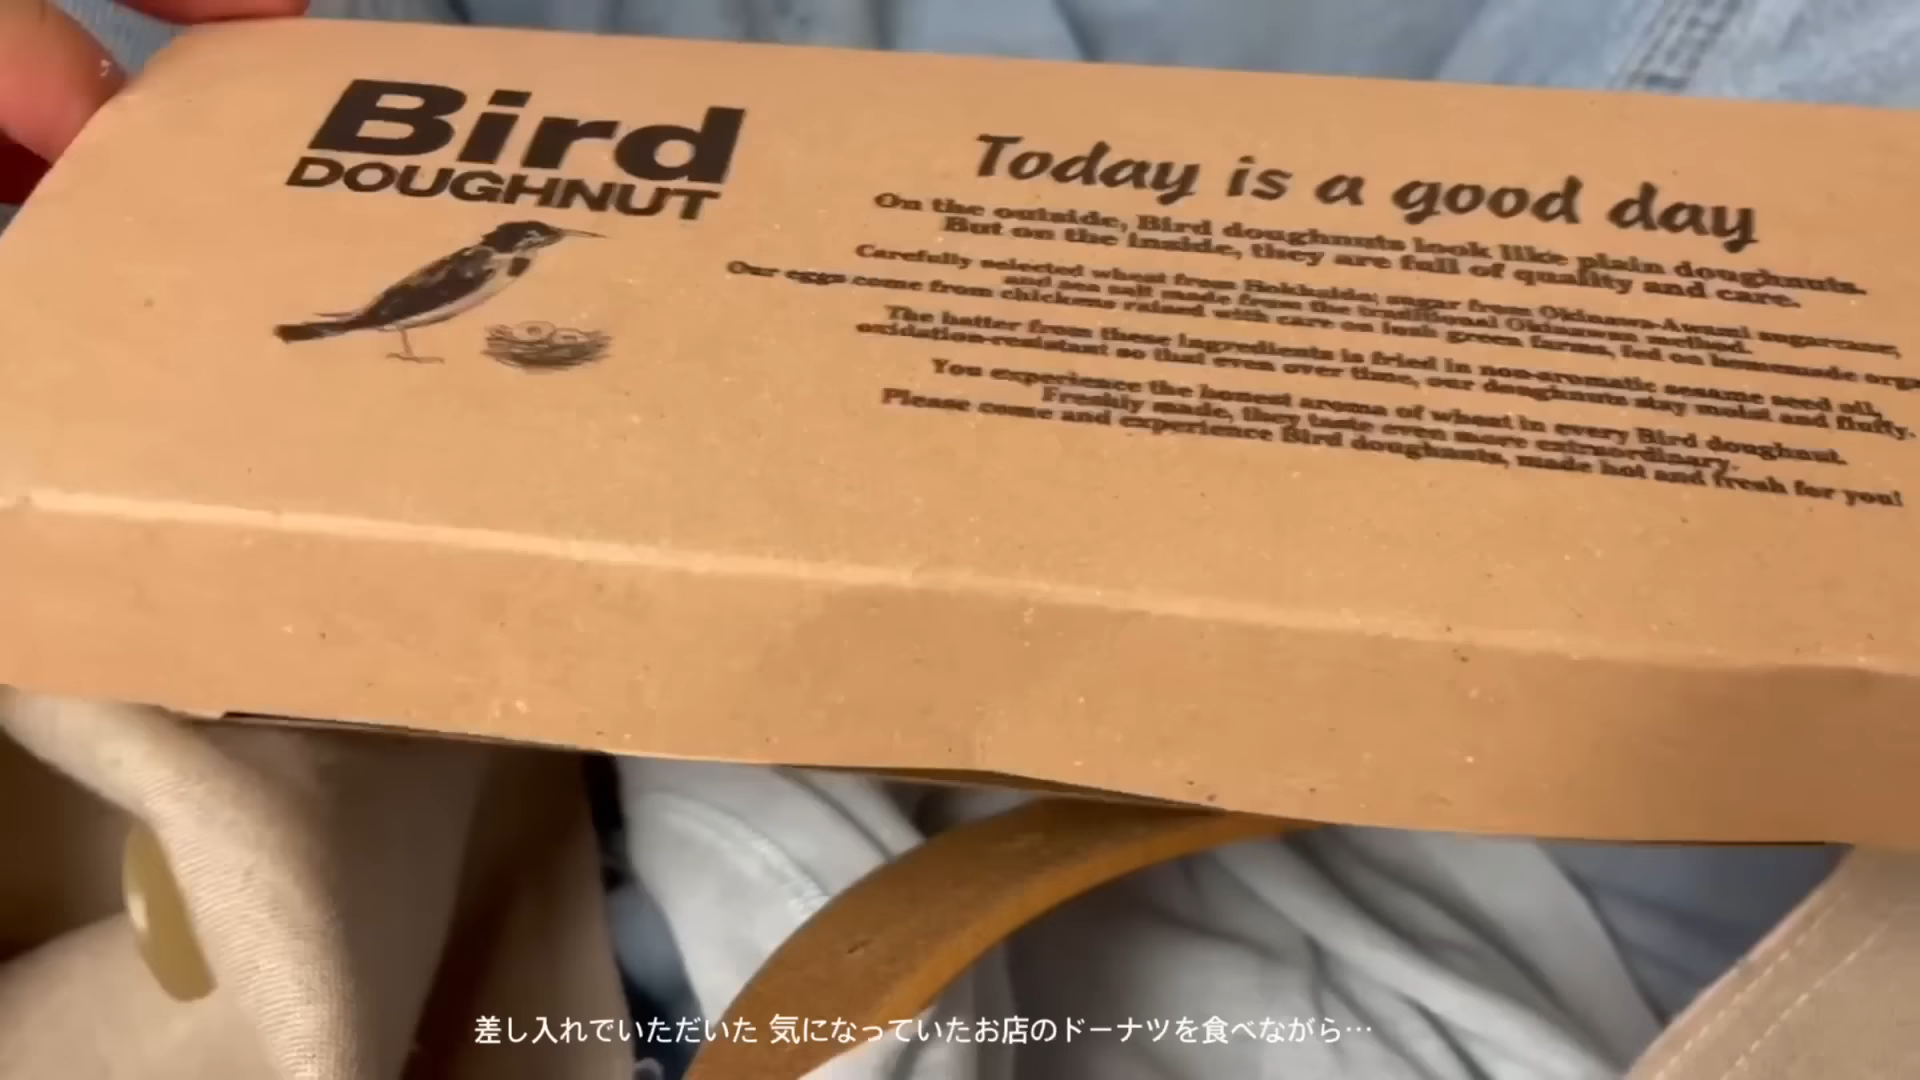 Bird
DOUGHNUT
Today is a good day
On the outside, Bird doughnuts look like plain doughnuts.
But on the inside, they are full of quality and care.
Carefully selected wheat from Hokkaido; sugar from Okinawa-Awami sugarcane,
and sea salt made from the traditional Okinawan method.
Our eggs come from chickens raised with care on lush green farms, fed on homemade orga
The batter from these ingredients is fried in non-aromatic sesame seed oil,
oxidation-resistant so that even over time, our doughnuts stay moist and fluffy.
You experience the honest aroma of wheat in every Bird doughnut.
Freshly made, they taste even more extraordinary.
Please come and experience Bird doughnuts, made hot and fresh for you!
差し入れでいただいた 気になっていたお店のドーナツを食べながら…